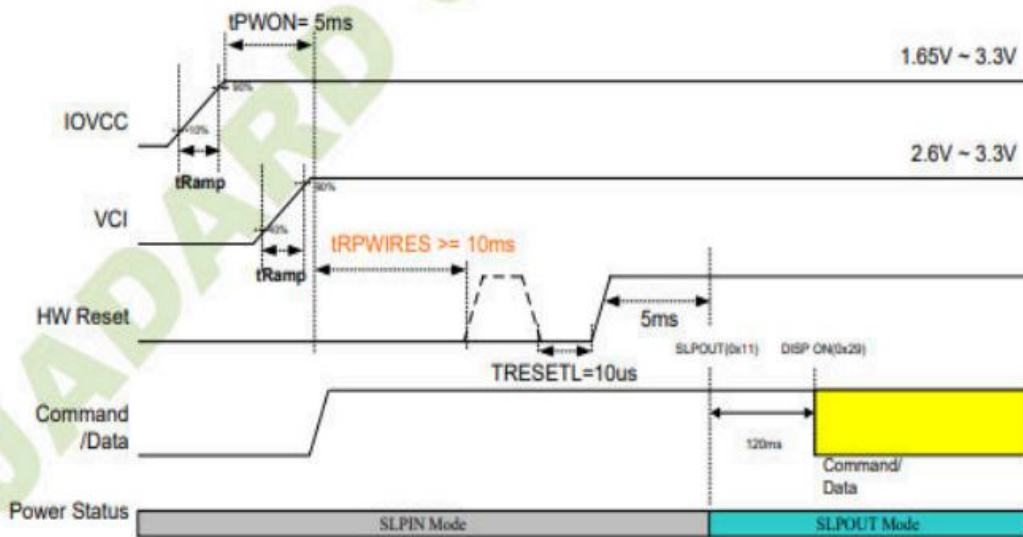 tPWON= 5ms
1.65V ~ 3.3V
90%
IOVCC
10%
tRamp
2.6V ~ 3.3V
90%
VCI
10%
tRamp
tRPWIRES >= 10ms
HW Reset
5ms
SLPOUT(0x11) DISP ON(0x29)
TRESETL=10us
Command
/Data
120ms
Command/
Data
Power Status
SLPIN Mode
SLPOUT Mode